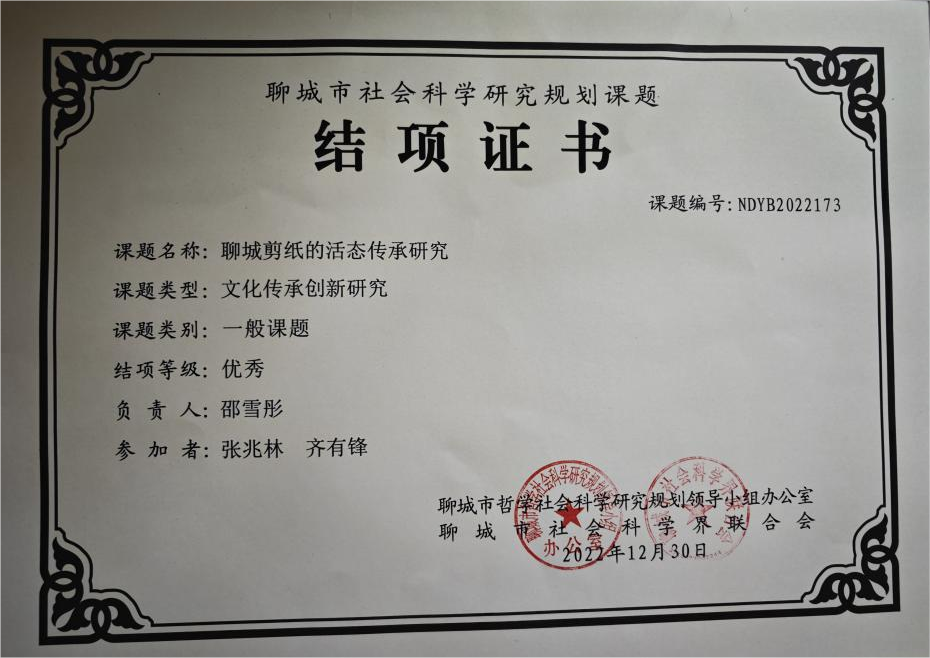 聊城市社会科学研究规划课题
结项证书
课题编号：NDYB2022173
课题名称：聊城剪纸的活态传承研究
课题类型：文化传承创新研究
课题类别：一般课题
结项等级：优秀
负责人：邵雪彤
参加者：张兆林 齐有锋
聊城市哲学社会科学研究规划领导小组办公室
聊城市社会科学界联合会
2022年12月30日
办公室